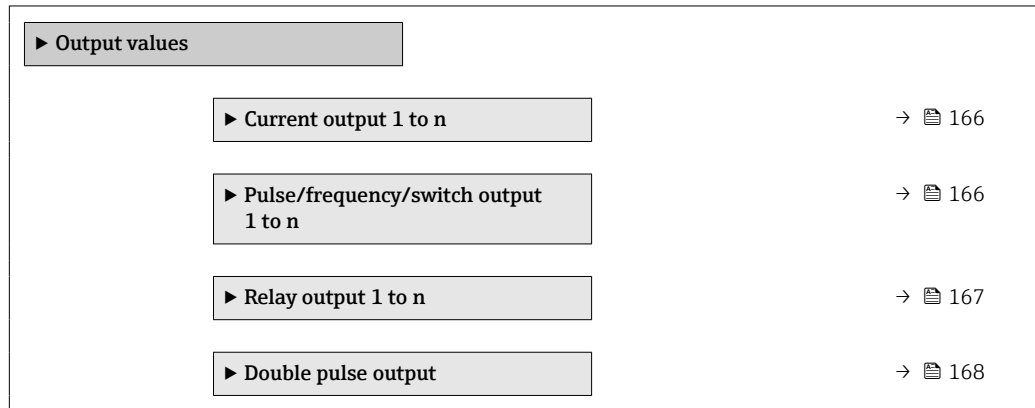 ► Output values
► Current output 1 to n → 166
► Pulse/frequency/switch output
1 to n → 166
► Relay output 1 to n → 167
► Double pulse output → 168